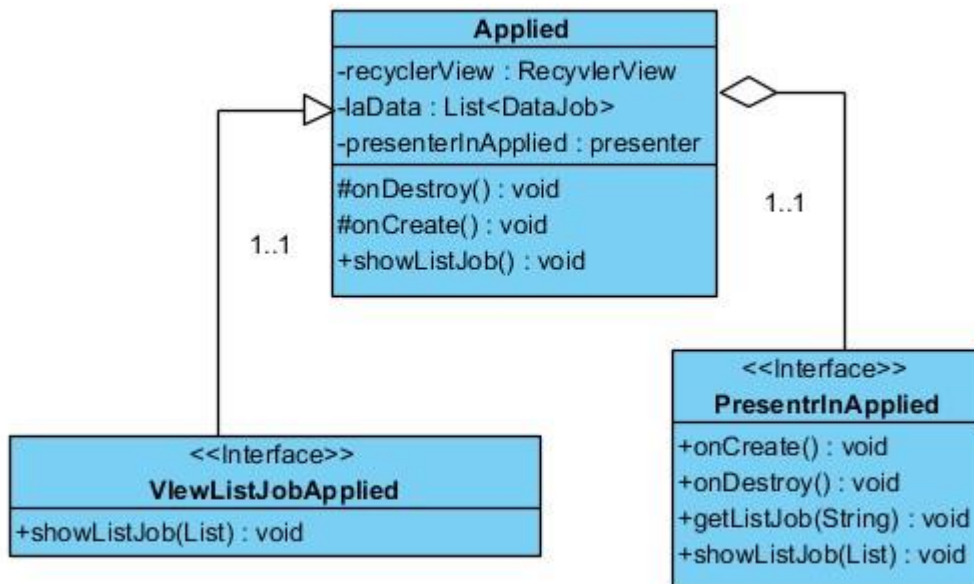 Applied
-recyclerView : RecyvlerView
-laData : List<DataJob>
-presenterInApplied : presenter
#onDestroy() : void
#onCreate() : void
+showListJob() : void
1..1
1..1
<<Interface>>
PresentrInApplied
+onCreate() : void
+onDestroy() : void
+getListJob(String) : void
+showListJob(List) : void
<<Interface>>
VIewListJobApplied
+showListJob(List) : void